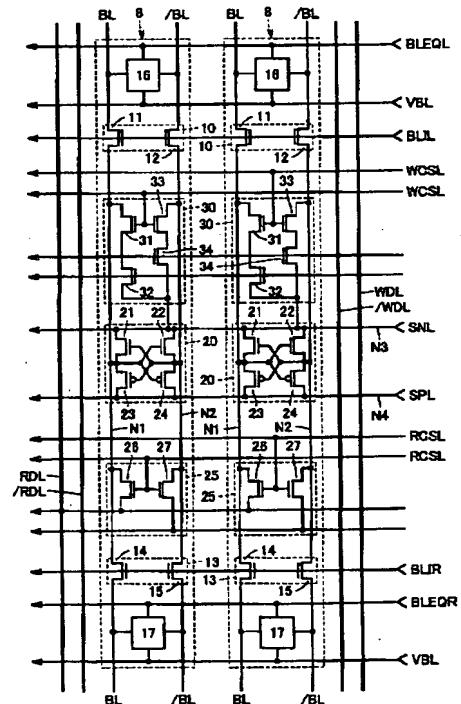 BL 8 /BL BL 8 /BL
BLEQL
16 16
VBL
11 10 11
BLIL
12 10 12
WCSL
33 33
WCSL
30 30
31 31
34 34
32 32
WDL
/WDL
21 22 21 22
SNL
20 N3
20
23 24 23 24
SPL
N1 N2 N1 N2 N4
RCSL
26 27 26 27
RCSL
RDL
/RDL
25 25
14 14
13 BLIR
15 13 15
BLEQR
17 17
VBL
BL /BL BL /BL